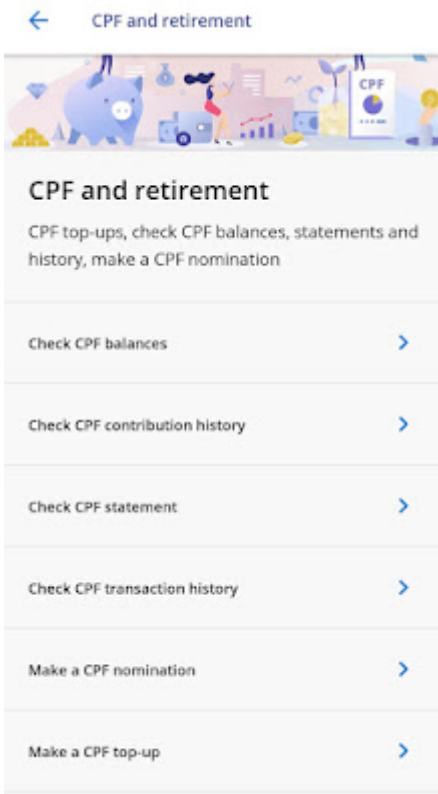 CPF and retirement
CPF
CPF and retirement
CPF top-ups, check CPF balances, statements and
history, make a CPF nomination
Check CPF balances
Check CPF contribution history
Check CPF statement
Check CPF transaction history
Make a CPF nomination
Make a CPF top-up